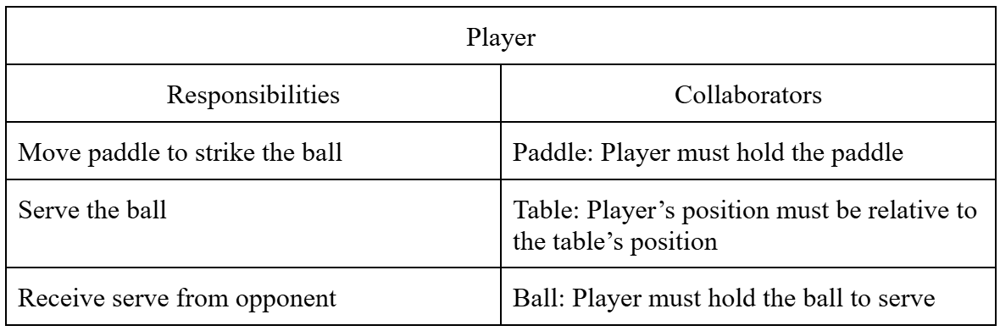 Player
Responsibilities
Collaborators
Move paddle to strike the ball
Paddle: Player must hold the paddle
Serve the ball
Table: Player’s position must be relative to
the table’s position
Receive serve from opponent
Ball: Player must hold the ball to serve